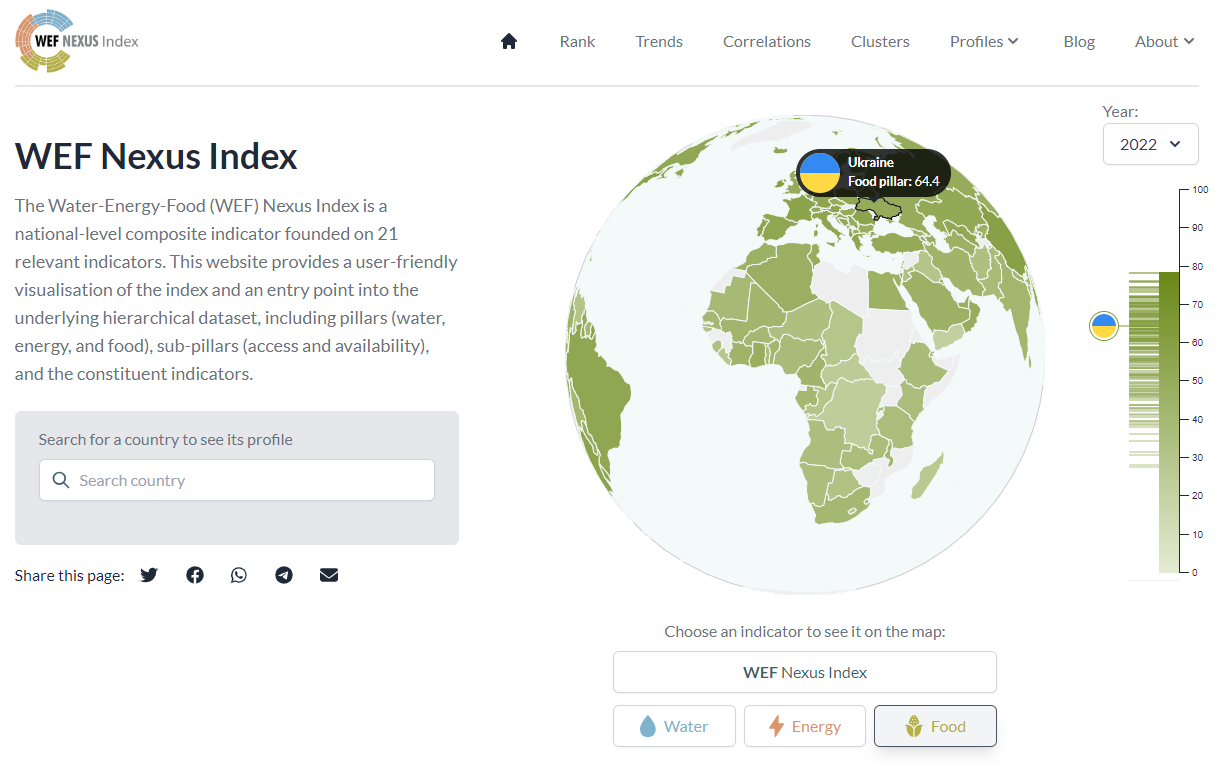 WEF NEXUS Index
Rank
Trends
Correlations
Clusters
Profiles
Blog
About
WEF Nexus Index
The Water-Energy-Food (WEF) Nexus Index is a
national-level composite indicator founded on 21
relevant indicators. This website provides a user-friendly
visualisation of the index and an entry point into the
underlying hierarchical dataset, including pillars (water,
energy, and food), sub-pillars (access and availability),
and the constituent indicators.
Search for a country to see its profile
Search country
Share this page:
Ukraine
Food pillar: 64.4
Year:
2022
100
90
80
70
60
50
40
30
20
10
0
Choose an indicator to see it on the map:
WEF Nexus Index
Water
Energy
Food